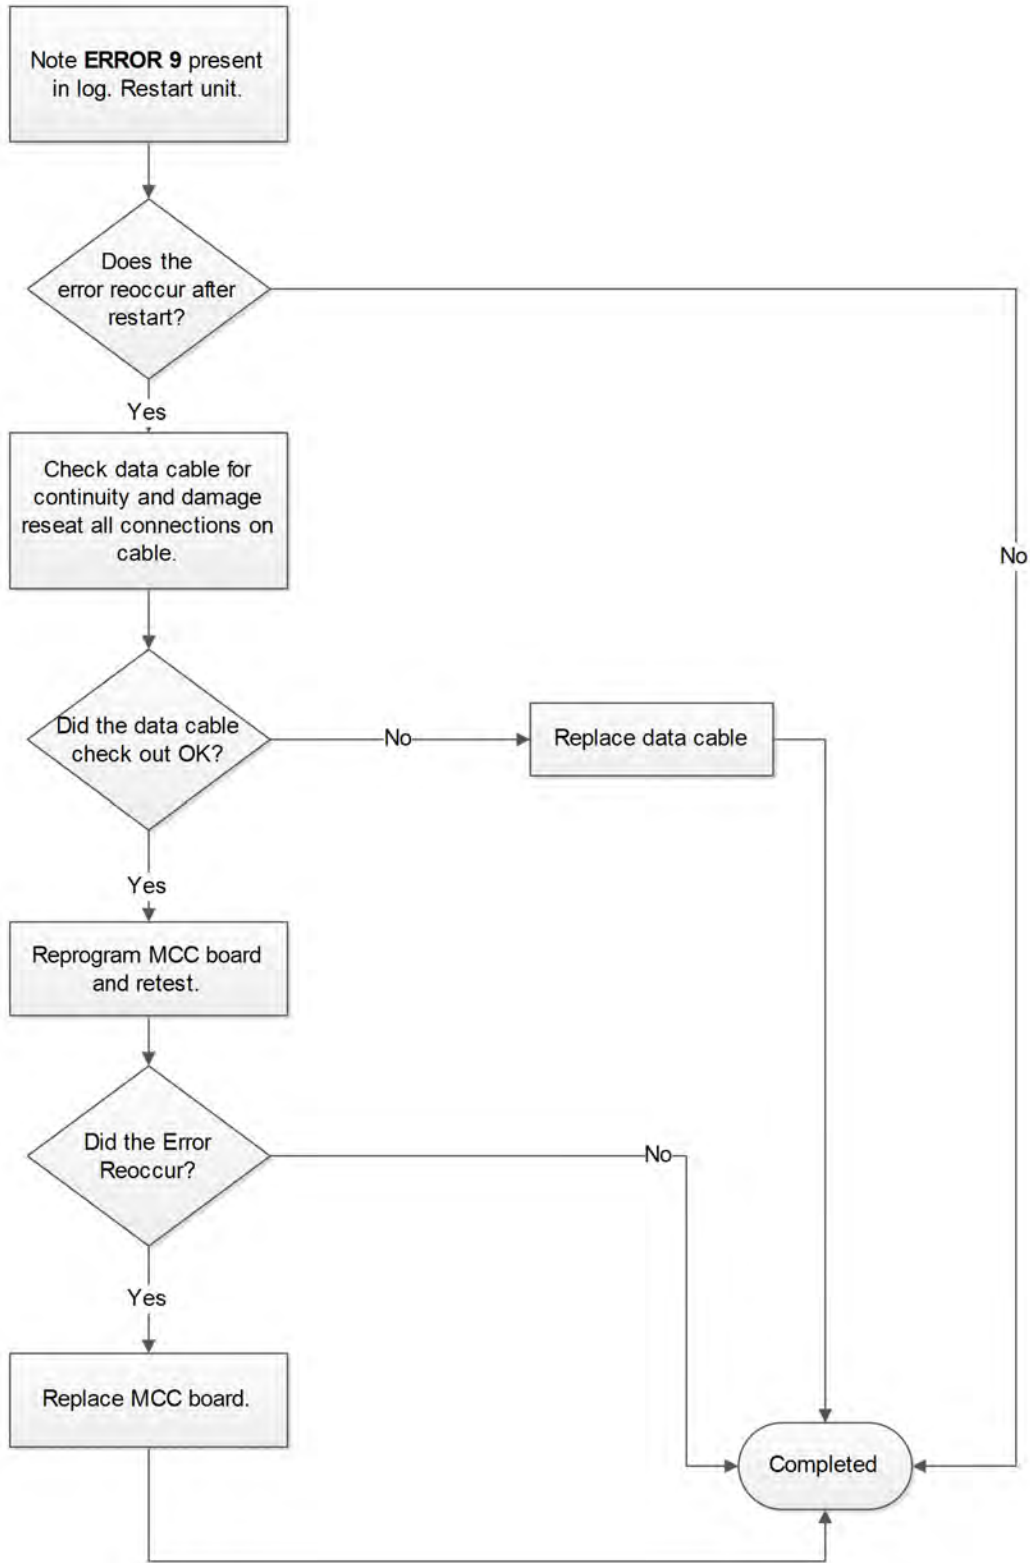 Note ERROR 9 present
in log. Restart unit.
Does the
error reoccur after
restart?
Yes
No
Check data cable for
continuity and damage
reseat all connections on
cable.
Did the data cable
check out OK?
No
Replace data cable
Yes
Reprogram MCC board
and retest.
Did the Error
Reoccur?
No
Yes
Replace MCC board.
Completed